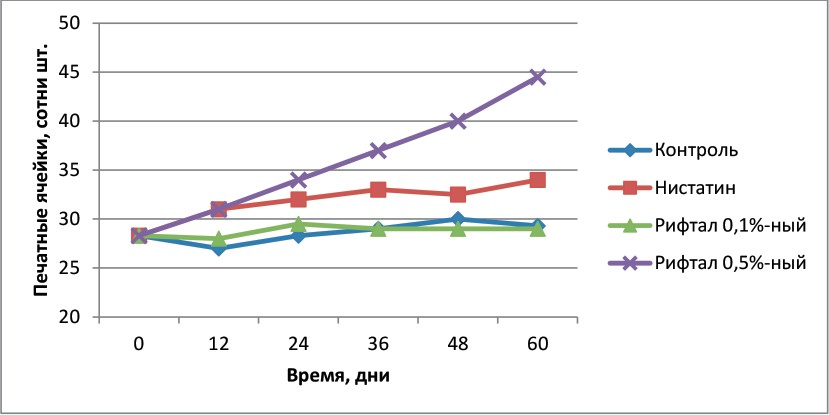 50
45
40
35
30
25
20
Печатные ячейки, сотни шт.
0 12 24 36 48 60
Время, дни
Контроль
Нистатин
Рифтал 0,1%-ный
Рифтал 0,5%-ный